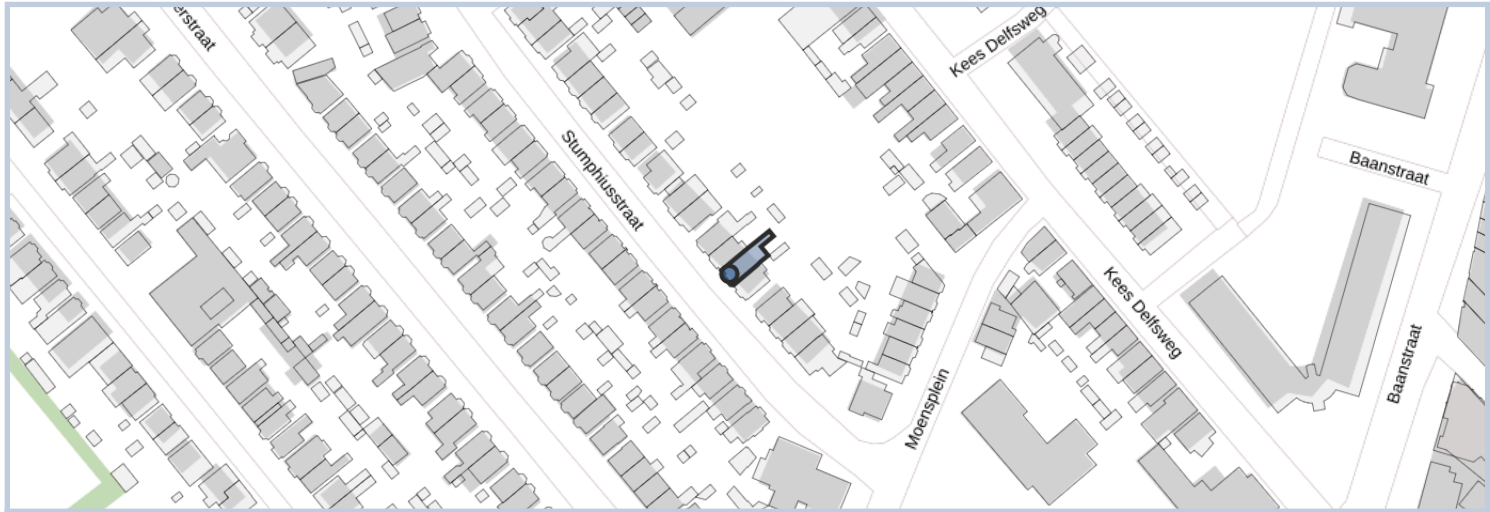 erstraat
Kees Delfsweg
Stumphiusstraat
Baanstraat
Kees Delfsweg
Baanstraat
Moensplein